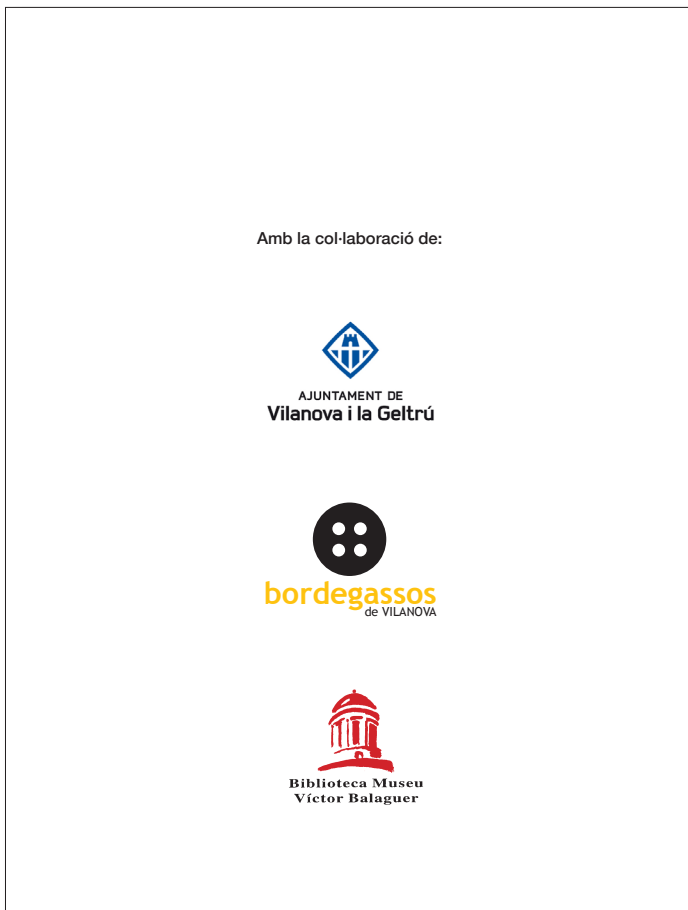 Amb la col·laboració de:
AJUNTAMENT DE
Vilanova i la Geltrú
bordegassos
de VILANOVA
Biblioteca Museu
Víctor Balaguer